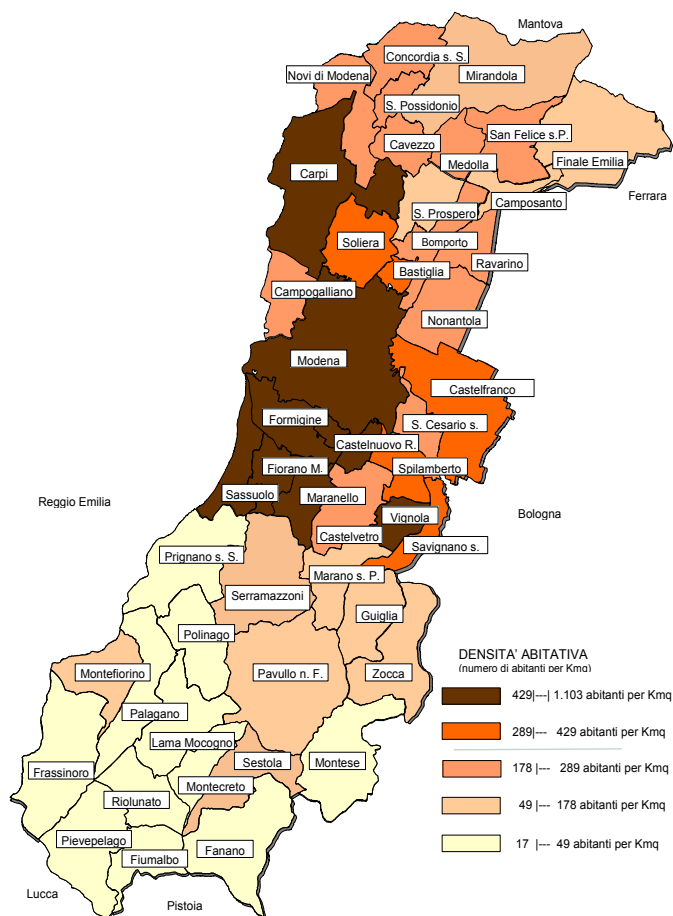 Mantova
Concordia s. S.
Novi di Modena
Mirandola
S. Possidonio
San Felice s.P.
Cavezzo
Medolla
Finale Emilia
Carpi
Camposanto
Ferrara
S. Prospero
Soliera
Bomporto
Ravarino
Bastiglia
Campogalliano
Nonantola
Modena
Castelfranco
Formigine
S. Cesario s.
Castelnuovo R.
Fiorano M.
Spilamberto
Sassuolo
Maranello
Reggio Emilia
Vignola
Bologna
Castelvetro
Savignano s.
Prignano s. S.
Marano s. P.
Serramazzoni
Guiglia
Polinago
Montefiorino
Pavullo n. F.
Zocca
Palagano
Lama Mocogno
Sestola
Montese
Frassinoro
Montecreto
Riolunato
Pievepelago
Fiumalbo
Fanano
Lucca
Pistoia
DENSITA' ABITATIVA
(numero di abitanti per Kmq)
429|---| 1.103 abitanti per Kmq
289|--- 429 abitanti per Kmq
178 |--- 289 abitanti per Kmq
49 |--- 178 abitanti per Kmq
17 |--- 49 abitanti per Kmq